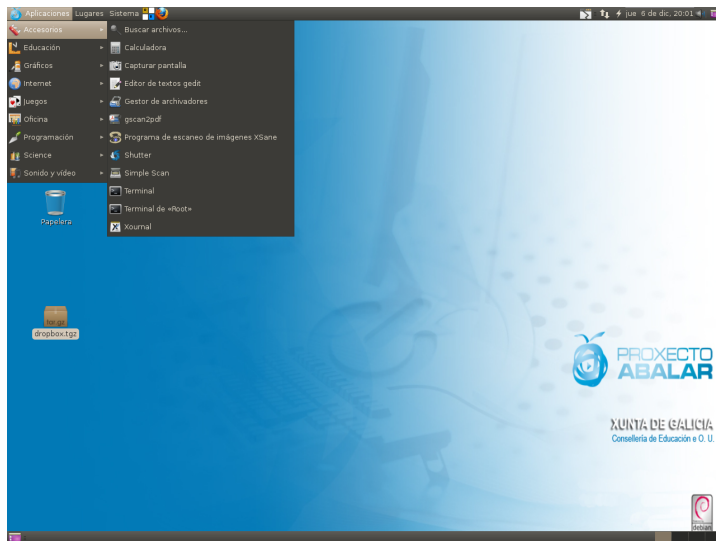 Aplicaciones Lugares Sistema
jue 6 de dic, 20:01
Accesorios
Educación
Gráficos
Internet
Juegos
Oficina
Programación
Science
Sonido y vídeo
Buscar archivos...
Calculadora
Capturar pantalla
Editor de textos gedit
Gestor de archivadores
gscan2pdf
Programa de escaneo de imágenes XSane
Shutter
Simple Scan
Terminal
Terminal de «Root»
Xournal
Papelera
tar.gz
dropbox.tgz
PROXECTO
ABALAR
XUNTA DE GALICIA
Consellería de Educación e O. U.
debian